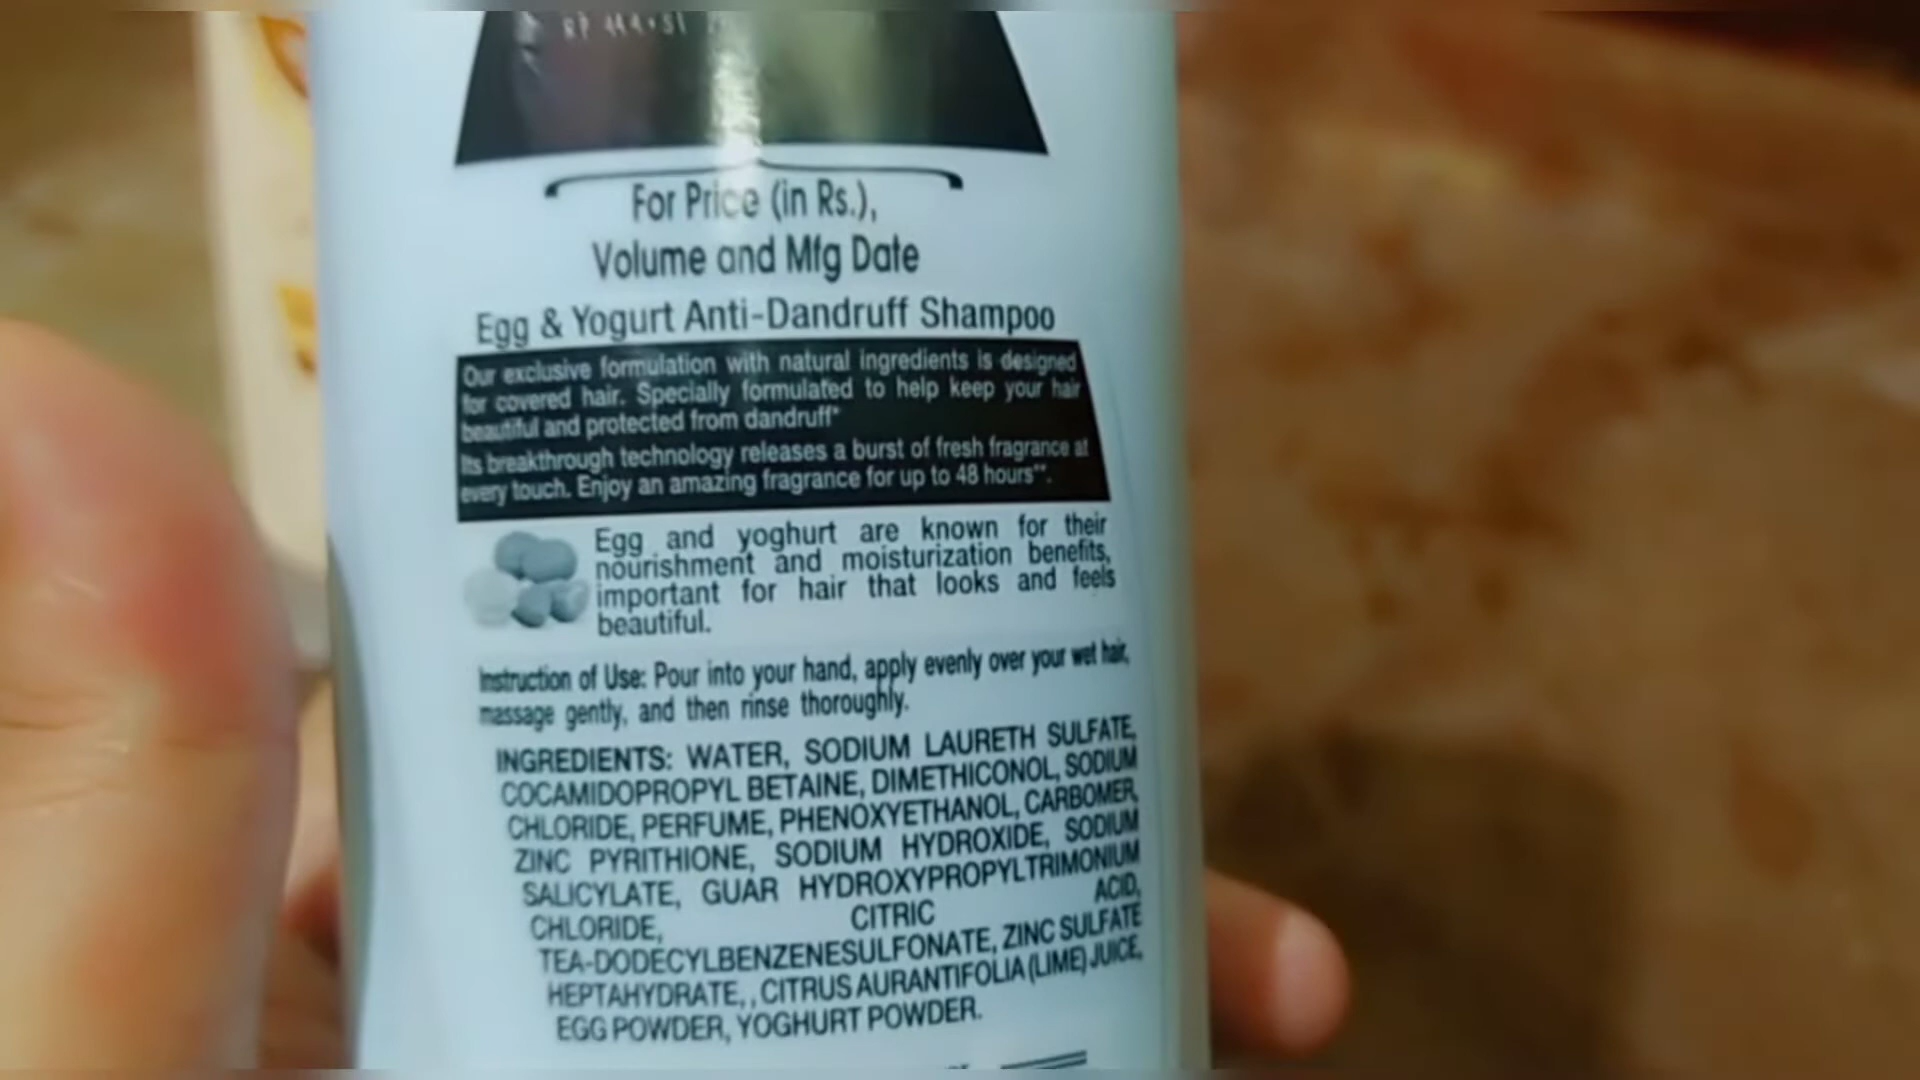 For Price (in Rs.),
Volume and Mfg Date
Egg & Yogurt Anti-Dandruff Shampoo
Our exclusive formulation with natural ingredients is designed
for covered hair. Specially formulated to help keep your hair
beautiful and protected from dandruff*
Its breakthrough technology releases a burst of fresh fragrance at
every touch. Enjoy an amazing fragrance for up to 48 hours**.
Egg and yoghurt are known for their
nourishment and moisturization benefits,
important for hair that looks and feels
beautiful.
Instruction of Use: Pour into your hand, apply evenly over your wet hair,
massage gently, and then rinse thoroughly.
INGREDIENTS: WATER, SODIUM LAURETH SULFATE,
COCAMIDOPROPYL BETAINE, DIMETHICONOL, SODIUM
CHLORIDE, PERFUME, PHENOXYETHANOL, CARBOMER,
ZINC PYRITHIONE, SODIUM HYDROXIDE, SODIUM
SALICYLATE, GUAR HYDROXYPROPYLTRIMONIUM
CHLORIDE, CITRIC ACID,
TEA-DODECYLBENZENESULFONATE, ZINC SULFATE
HEPTAHYDRATE, , CITRUS AURANTIFOLIA (LIME) JUICE,
EGG POWDER, YOGHURT POWDER.